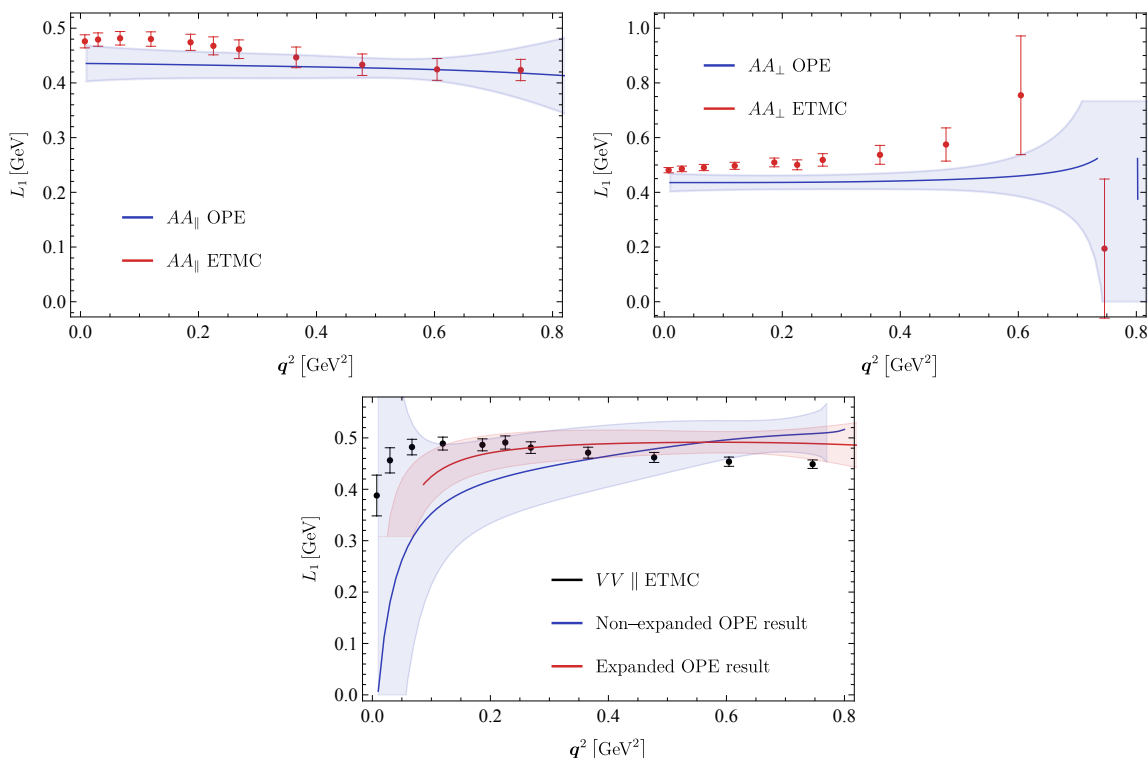 0.5
0.4
0.3
0.2
0.1
0.0
L₁ [GeV]
AA∥ OPE
AA∥ ETMC
0.0 0.2 0.4 0.6 0.8
q² [GeV²]
1.0
0.8
0.6
0.4
0.2
0.0
L₁ [GeV]
AA⊥ OPE
AA⊥ ETMC
0.0 0.2 0.4 0.6 0.8
q² [GeV²]
0.5
0.4
0.3
0.2
0.1
0.0
L₁ [GeV]
VV ∥ ETMC
Non−expanded OPE result
Expanded OPE result
0.0 0.2 0.4 0.6 0.8
q² [GeV²]